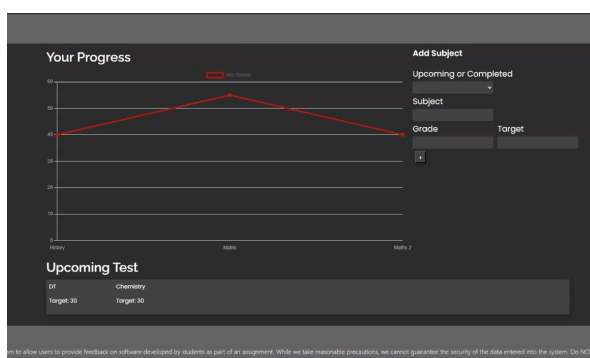 Your Progress
60
50
40
30
20
10
0
History
Maths
Maths 2
Add Subject
Upcoming or Completed
Subject
Grade
Target
Upcoming Test
DT
Chemistry
Target: 30
Target: 30
am to allow users to provide feedback on software developed by students as part of an assignment. While we take reasonable precautions, we cannot guarantee the security of the data entered into the system. Do NO